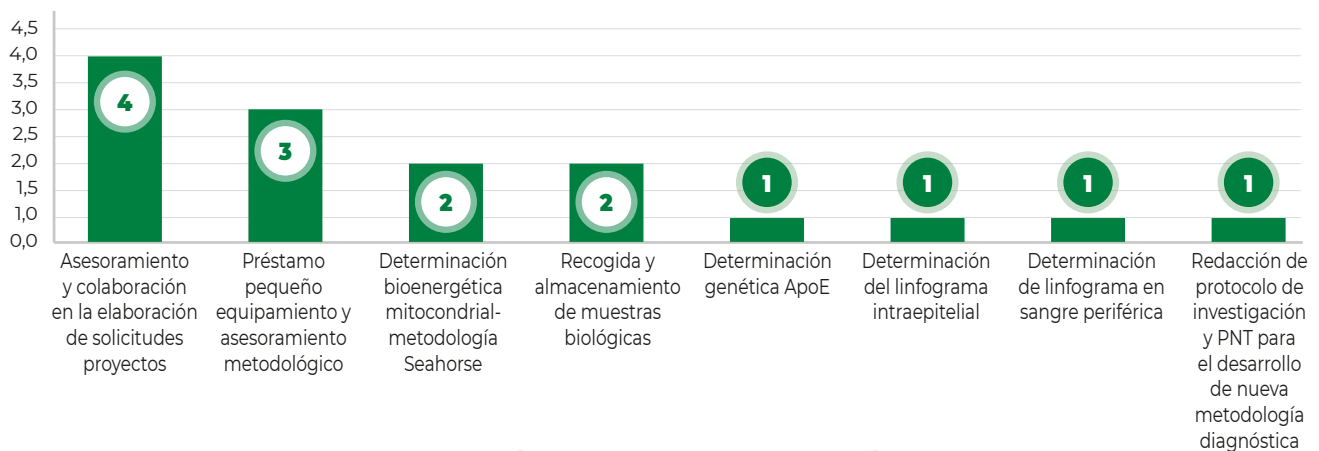 4,5
4,0
3,5
3,0
2,5
2,0
1,5
1,0
0,0
4
3
2
2
1
1
1
1
Asesoramiento
y colaboración
en la elaboración
de solicitudes
proyectos
Préstamo
pequeño
equipamiento y
asesoramiento
metodológico
Determinación
bioenergética
mitocondrial-
metodología
Seahorse
Recogida y
almacenamiento
de muestras
biológicas
Determinación
genética ApoE
Determinación
del linfograma
intraepitelial
Determinación
de linfograma en
sangre periférica
Redacción de
protocolo de
investigación
y PNT para
el desarrollo
de nueva
metodología
diagnóstica